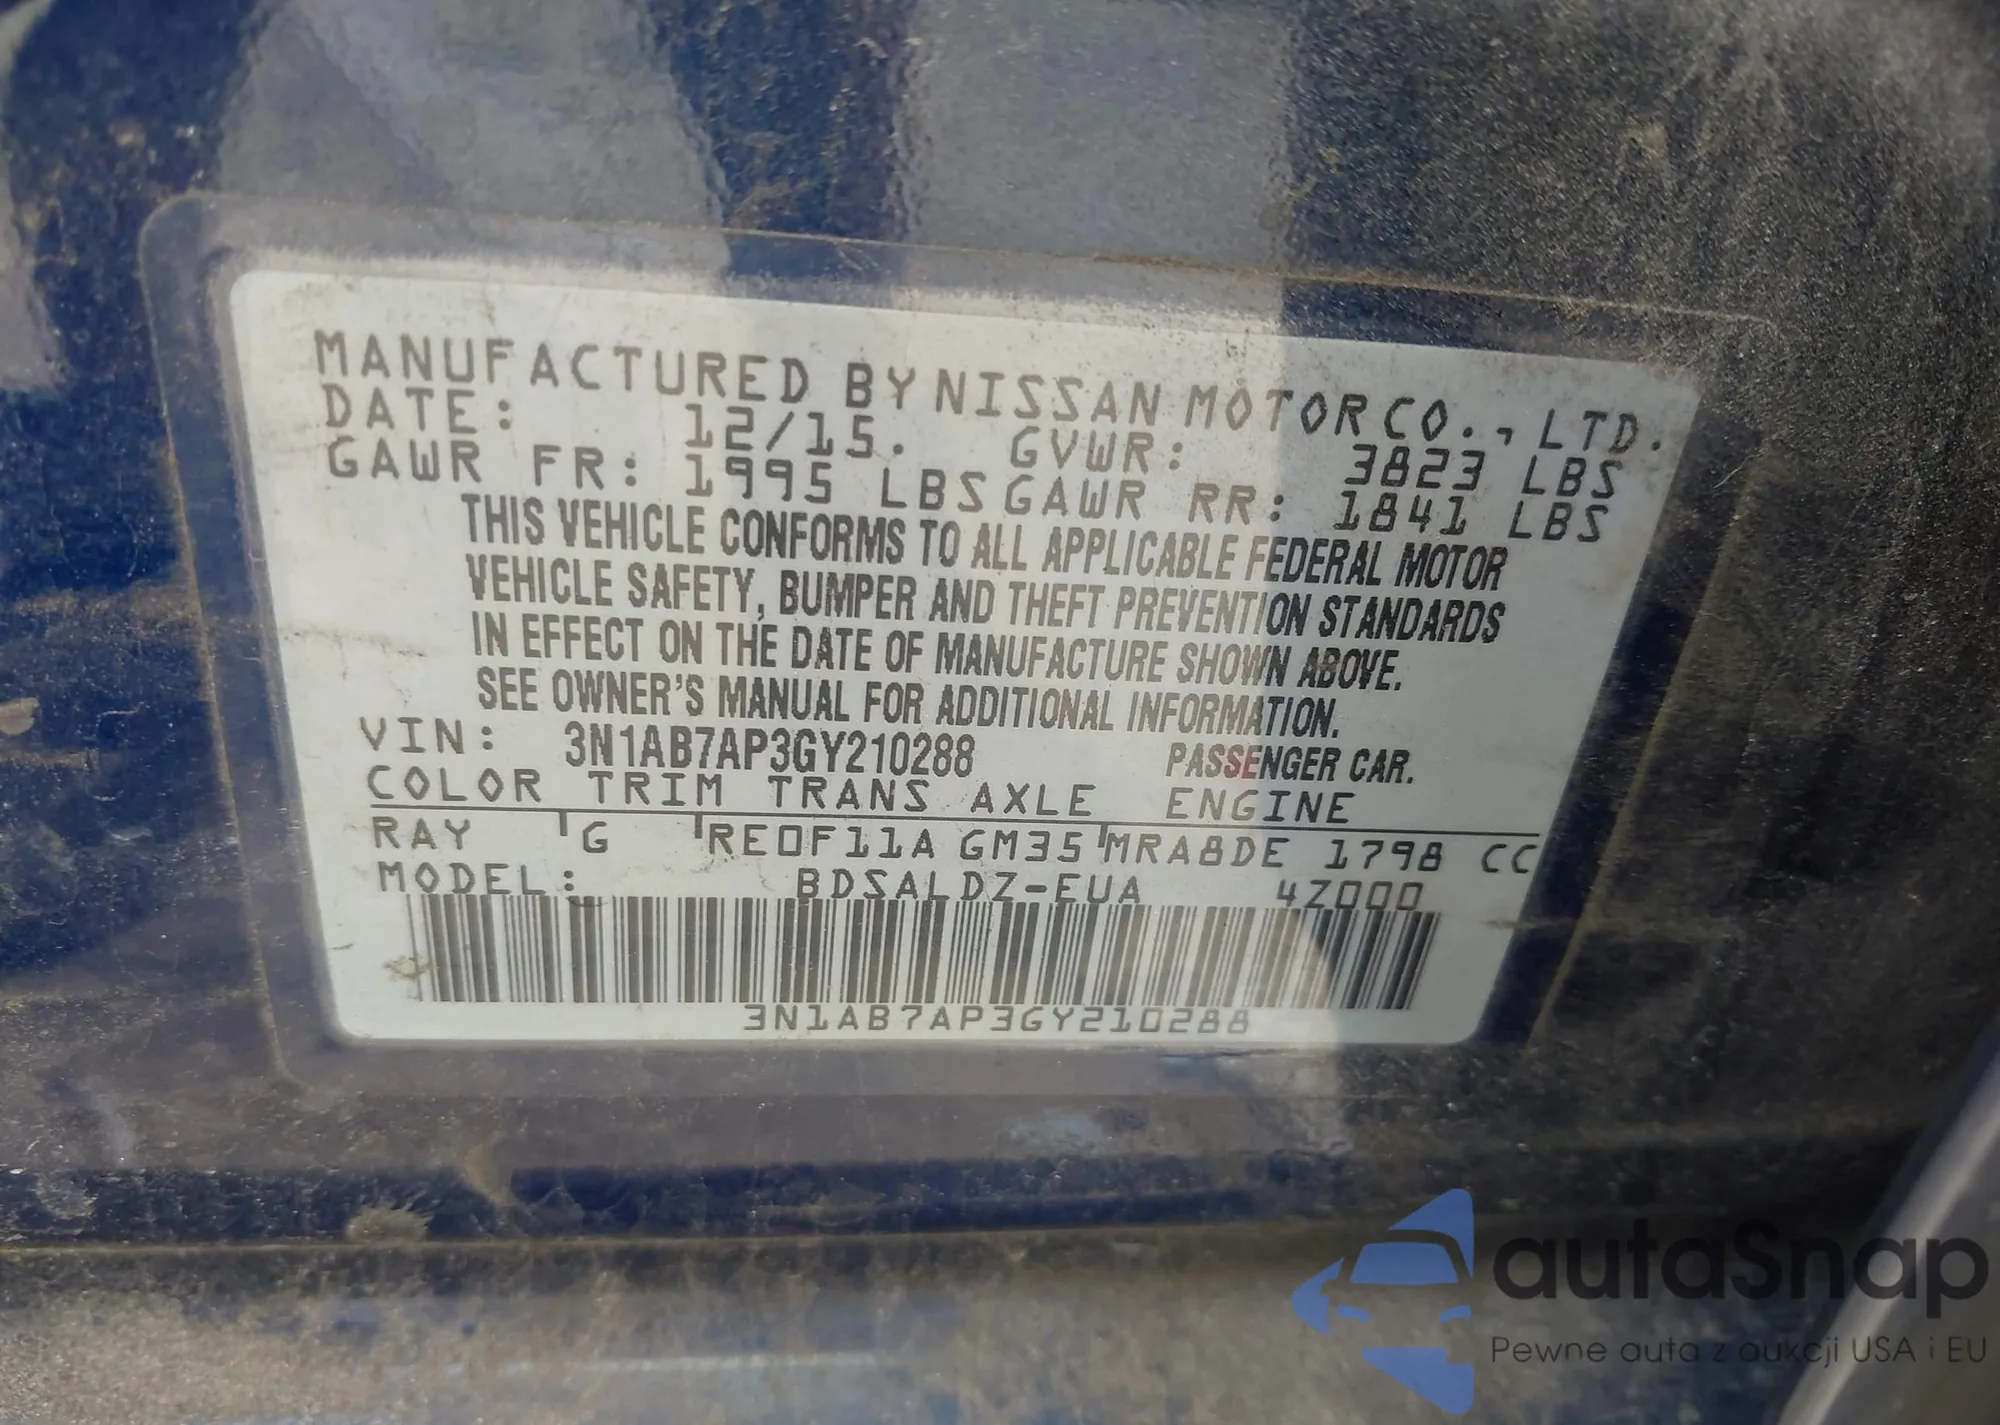 MANUFACTURED BY NISSAN MOTOR CO., LTD.
DATE: 12/15. GVWR: 3823 LBS
GAWR FR: 1995 LBS GAWR RR: 1841 LBS
THIS VEHICLE CONFORMS TO ALL APPLICABLE FEDERAL MOTOR
VEHICLE SAFETY, BUMPER AND THEFT PREVENTION STANDARDS
IN EFFECT ON THE DATE OF MANUFACTURE SHOWN ABOVE.
SEE OWNER'S MANUAL FOR ADDITIONAL INFORMATION.
VIN: 3N1AB7AP3GY210288 PASSENGER CAR.
COLOR TRIM TRANS AXLE ENGINE
RAY G RE0F11A GM35 MRA8DE 1798 CC
MODEL: BDSALDZ-EUA 4Z000
3N1AB7AP3GY210288
autaSnap
Pewne auta z aukcji USA i EU